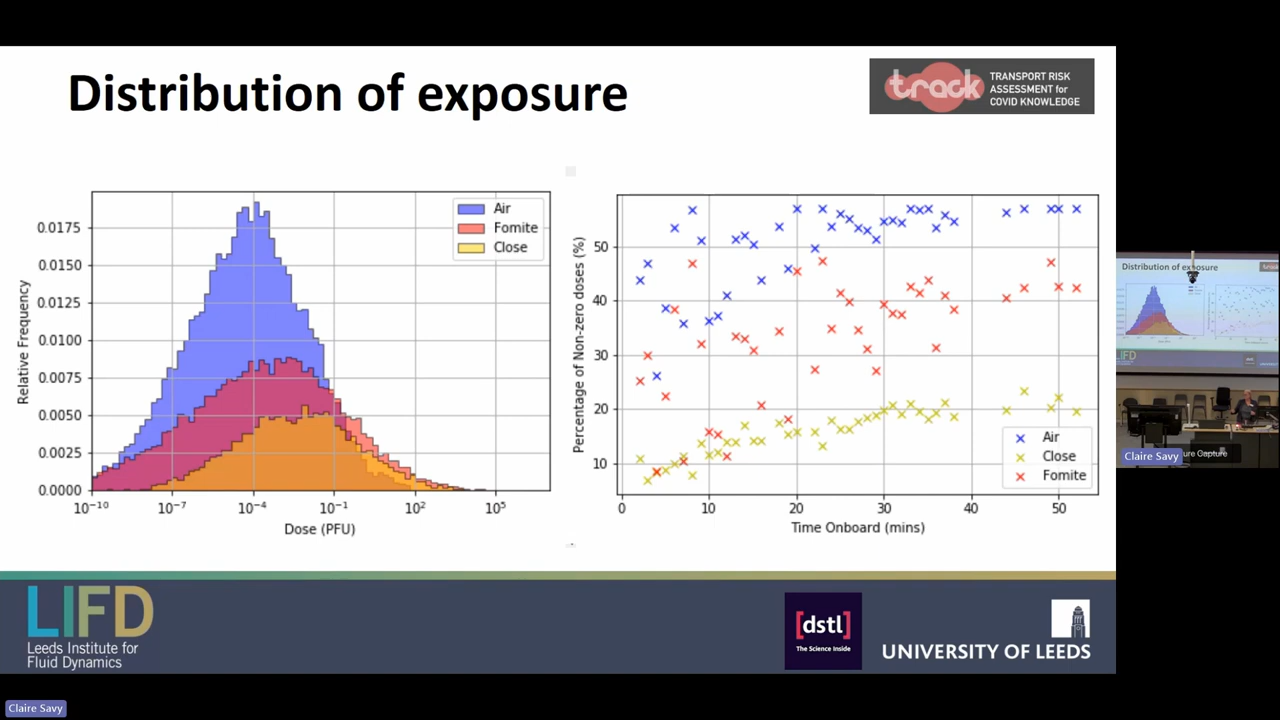 Distribution of exposure
track
TRANSPORT RISK
ASSESSMENT for
COVID KNOWLEDGE
Relative Frequency
0.0175
0.0150
0.0125
0.0100
0.0075
0.0050
0.0025
0.0000
10⁻¹⁰ 10⁻⁷ 10⁻⁴ 10⁻¹ 10² 10⁵
Dose (PFU)
Air
Fomite
Close
Percentage of Non-zero doses (%)
50
40
30
20
10
0 10 20 30 40 50
Time Onboard (mins)
Air
Close
Fomite
Distribution of exposure
LIFD
Claire Savy
ure Capture
LIFD
Leeds Institute for
Fluid Dynamics
[dstl]
The Science Inside
UNIVERSITY OF LEEDS
Claire Savy